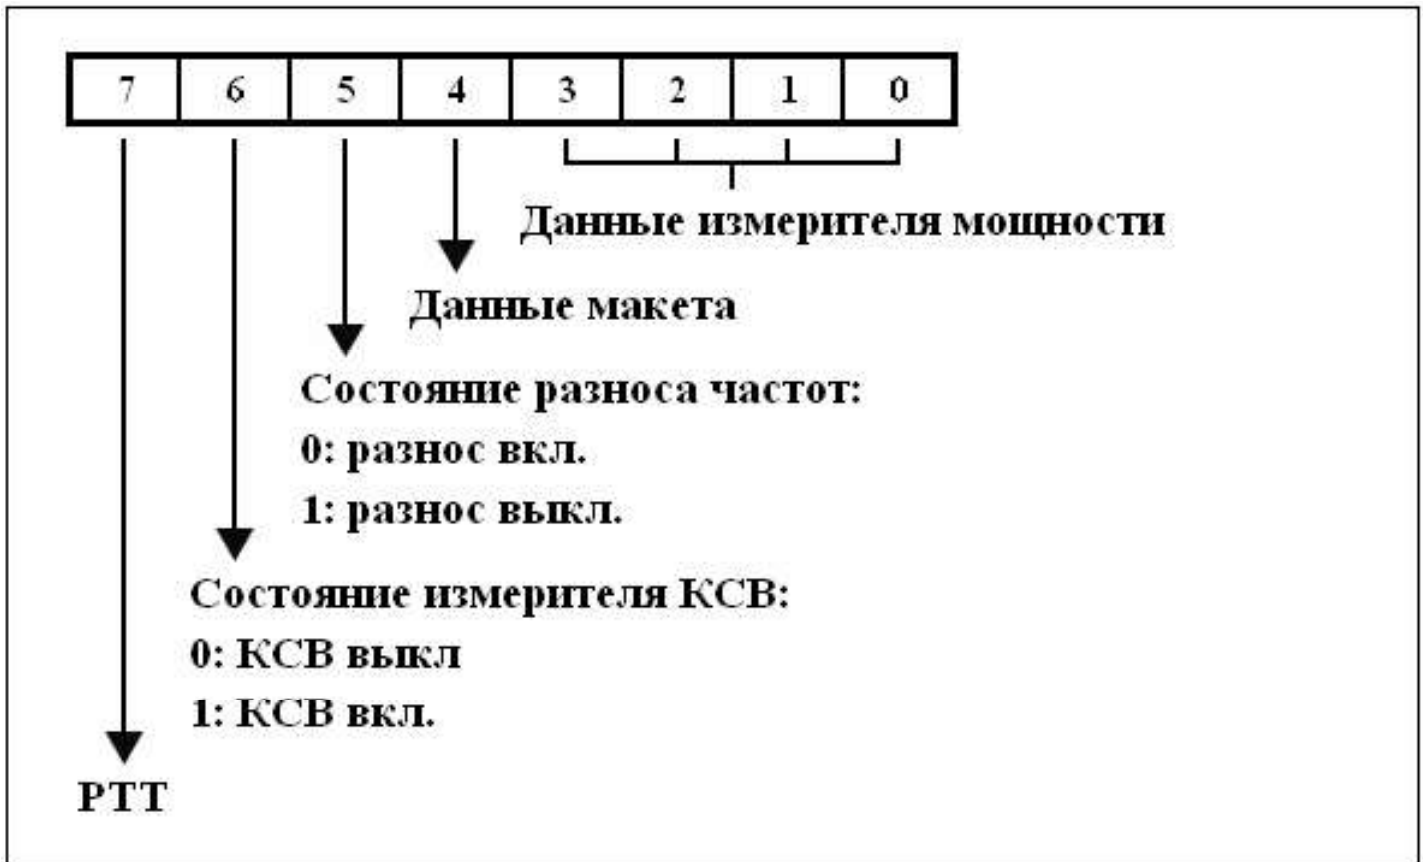 7 6 5 4 3 2 1 0
Данные измерителя мощности
Данные макета
Состояние разноса частот:
0: разнос вкл.
1: разнос выкл.
Состояние измерителя КСВ:
0: КСВ выкл
1: КСВ вкл.
РТТ